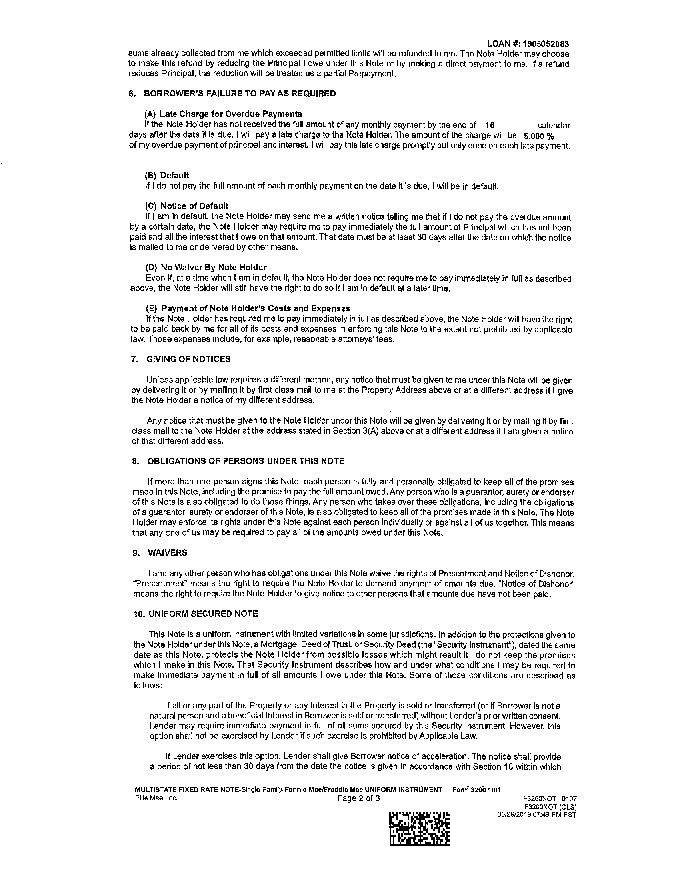 LOAN #: 1905052083
sums already collected from me which exceeded permitted limits will be refunded to me. The Note Holder may choose
to make this refund by reducing the Principal I owe under this Note or by making a direct payment to me. If a refund
reduces Principal, the reduction will be treated as a partial Prepayment.
6. BORROWER'S FAILURE TO PAY AS REQUIRED
(A) Late Charge for Overdue Payments
If the Note Holder has not received the full amount of any monthly payment by the end of 15 calendar
days after the date it is due, I will pay a late charge to the Note Holder. The amount of the charge will be 5.000 %
of my overdue payment of principal and interest. I will pay this late charge promptly but only once on each late payment.
(B) Default
If I do not pay the full amount of each monthly payment on the date it is due, I will be in default.
(C) Notice of Default
If I am in default, the Note Holder may send me a written notice telling me that if I do not pay the overdue amount
by a certain date, the Note Holder may require me to pay immediately the full amount of Principal which has not been
paid and all the interest that I owe on that amount. That date must be at least 30 days after the date on which the notice
is mailed to me or delivered by other means.
(D) No Waiver By Note Holder
Even if, at a time when I am in default, the Note Holder does not require me to pay immediately in full as described
above, the Note Holder will still have the right to do so if I am in default at a later time.
(E) Payment of Note Holder's Costs and Expenses
If the Note Holder has required me to pay immediately in full as described above, the Note Holder will have the right
to be paid back by me for all of its costs and expenses in enforcing this Note to the extent not prohibited by applicable
law. Those expenses include, for example, reasonable attorneys' fees.
7. GIVING OF NOTICES
Unless applicable law requires a different method, any notice that must be given to me under this Note will be given
by delivering it or by mailing it by first class mail to me at the Property Address above or at a different address if I give
the Note Holder a notice of my different address.
Any notice that must be given to the Note Holder under this Note will be given by delivering it or by mailing it by first
class mail to the Note Holder at the address stated in Section 3(A) above or at a different address if I am given a notice
of that different address.
8. OBLIGATIONS OF PERSONS UNDER THIS NOTE
If more than one person signs this Note, each person is fully and personally obligated to keep all of the promises
made in this Note, including the promise to pay the full amount owed. Any person who is a guarantor, surety or endorser
of this Note is also obligated to do these things. Any person who takes over these obligations, including the obligations
of a guarantor, surety or endorser of this Note, is also obligated to keep all of the promises made in this Note. The Note
Holder may enforce its rights under this Note against each person individually or against all of us together. This means
that any one of us may be required to pay all of the amounts owed under this Note.
9. WAIVERS
I and any other person who has obligations under this Note waive the rights of Presentment and Notice of Dishonor.
"Presentment" means the right to require the Note Holder to demand payment of amounts due. "Notice of Dishonor"
means the right to require the Note Holder to give notice to other persons that amounts due have not been paid.
10. UNIFORM SECURED NOTE
This Note is a uniform instrument with limited variations in some jurisdictions. In addition to the protections given to
the Note Holder under this Note, a Mortgage, Deed of Trust, or Security Deed (the "Security Instrument"), dated the same
date as this Note, protects the Note Holder from possible losses which might result if I do not keep the promises
which I make in this Note. That Security Instrument describes how and under what conditions I may be required to
make immediate payment in full of all amounts I owe under this Note. Some of those conditions are described as
follows:
If all or any part of the Property or any Interest in the Property is sold or transferred (or if Borrower is not a
natural person and a beneficial interest in Borrower is sold or transferred) without Lender's prior written consent,
Lender may require immediate payment in full of all sums secured by this Security Instrument. However, this
option shall not be exercised by Lender if such exercise is prohibited by Applicable Law.
If Lender exercises this option, Lender shall give Borrower notice of acceleration. The notice shall provide
a period of not less than 30 days from the date the notice is given in accordance with Section 15 within which
MULTISTATE FIXED RATE NOTE-Single Family-Fannie Mae/Freddie Mac UNIFORM INSTRUMENT Form 3200 1/01
Ellie Mae, Inc. Page 2 of 3 F3200NOT 0107
F3200NOT (CLS)
07:49 PM PST